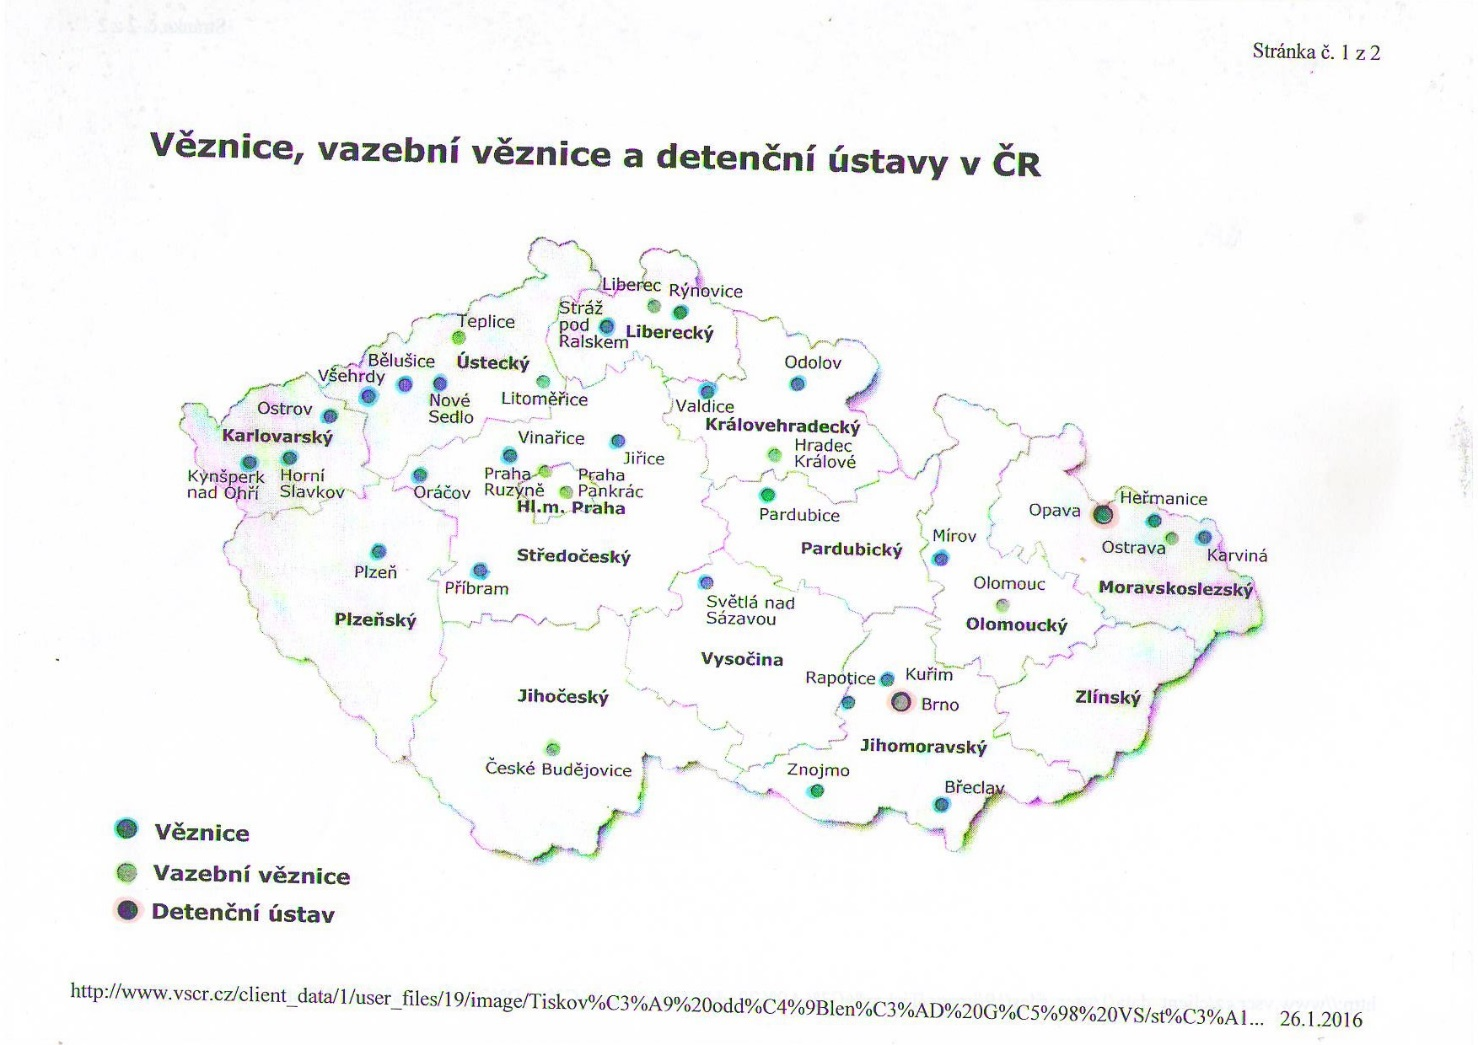 Stránka č. 1 z 2
Věznice, vazební věznice a detenční ústavy v ČR
Liberec
Rýnovice
Stráž
pod
Ralskem
Liberecký
Teplice
Ústecký
Bělušice
Všehrdy
Nové
Sedlo
Litoměřice
Odolov
Valdice
Královehradecký
Hradec
Králové
Ostrov
Karlovarský
Kynšperk
nad Ohří
Horní
Slavkov
Vinařice
Jiřice
Oráčov
Praha
Ruzyně
Praha
Pankrác
Hl.m. Praha
Středočeský
Pardubice
Pardubický
Opava
Heřmanice
Ostrava
Karviná
Moravskoslezský
Mírov
Olomouc
Olomoucký
Plzeň
Plzeňský
Příbram
Světlá nad
Sázavou
Vysočina
Rapotice
Kuřim
Brno
Jihomoravský
Zlínský
Jihočeský
České Budějovice
Znojmo
Břeclav
Věznice
Vazební věznice
Detenční ústav
http://www.vscr.cz/client_data/1/user_files/19/image/Tiskov%C3%A9%20odd%C4%9Blen%C3%AD%20G%C5%98%20VS/st%C3%A1... 26.1.2016